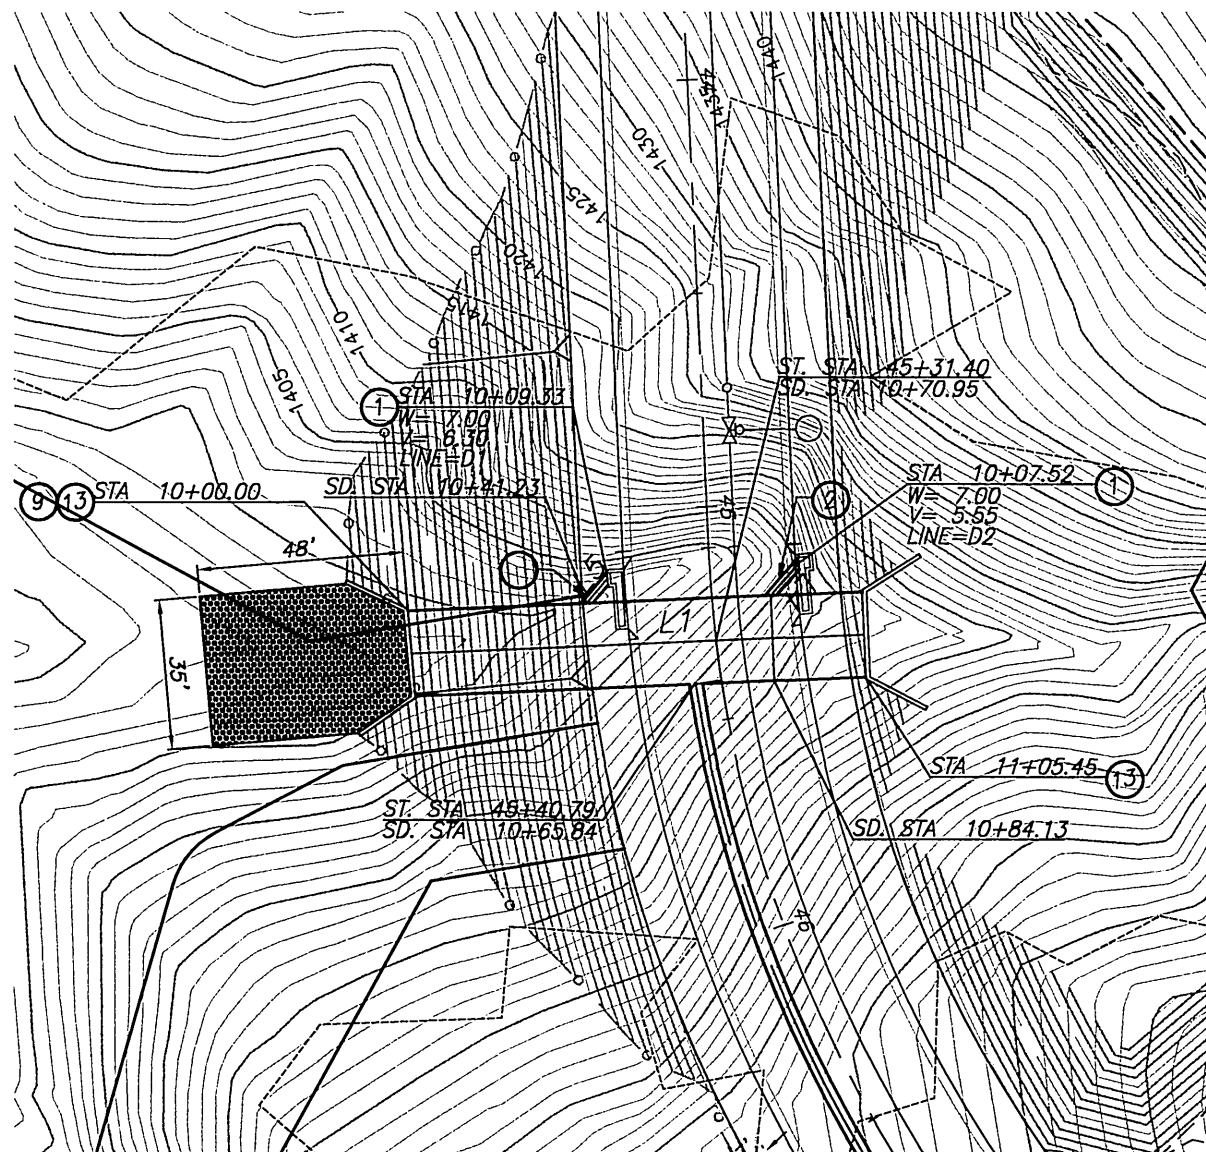 1440
1435
45
1430
1425
1420
1415
1410
1405
ST. STA 45+31.40
SD. STA 10+70.95
1 STA 10+09.33
W= 7.00
V= 6.30
LINE=D1
SD. STA 10+41.23
9 13 STA 10+00.00
STA 10+07.52 1
W= 7.00
V= 5.55
LINE=D2
2
45
48'
35'
L1
STA 11+05.45 13
ST. STA 45+40.79
SD. STA 10+65.84
SD. STA 10+84.13
46